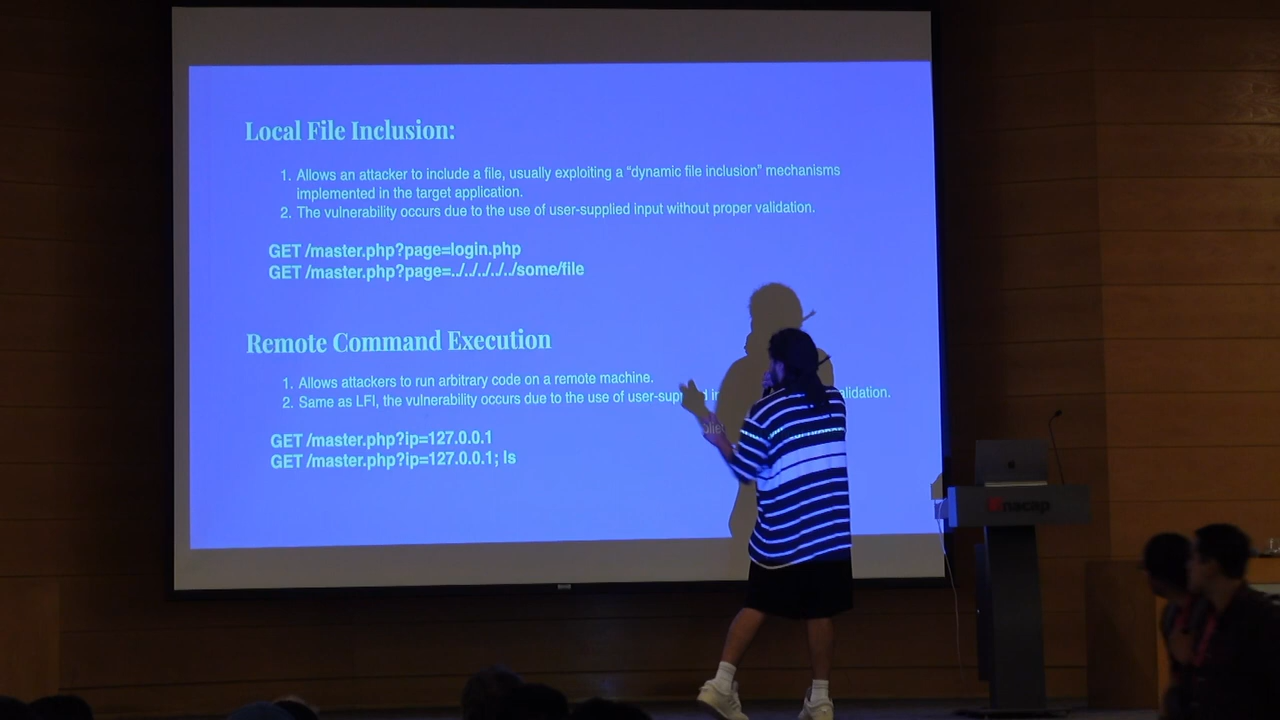 Local File Inclusion:
1. Allows an attacker to include a file, usually exploiting a “dynamic file inclusion” mechanisms
implemented in the target application.
2. The vulnerability occurs due to the use of user-supplied input without proper validation.
GET /master.php?page=login.php
GET /master.php?page=../../../../../some/file
Remote Command Execution
1. Allows attackers to run arbitrary code on a remote machine.
2. Same as LFI, the vulnerability occurs due to the use of
GET /master.php?ip=127.0.0.1
GET /master.php?ip=127.0.0.1; ls